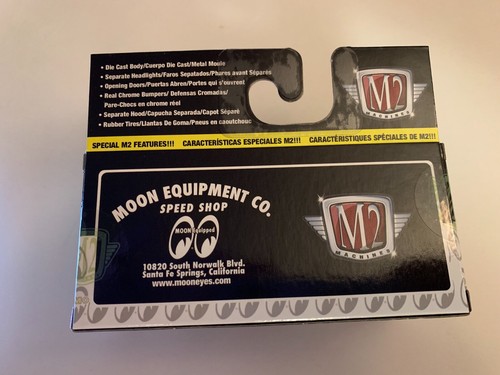 • Die Cast Body/Cuerpo Die Cast/Metal Moule
• Separate Headlights/Faros Sepatados/Phares avant Séparés
• Opening Doors/Puertas Abren/Portes qui s'ouvrent
• Real Chrome Bumpers/ Defensas Cromadas/
Pare-Chocs en chrome réel
• Separate Hood/Capucha Separada/Capot Séparé
• Rubber Tires/Llantas De Goma/Pneus en caoutchouc
M2
MACHINES
SPECIAL M2 FEATURES!!! CARACTERÍSTICAS ESPECIALES M2!!! CARACTÉRISTIQUES SPÉCIALES DE M2!!!
MOON EQUIPMENT CO.
SPEED SHOP
MOON Equipped
10820 South Norwalk Blvd.
Santa Fe Springs, California
www.mooneyes.com
M2
MACHINES